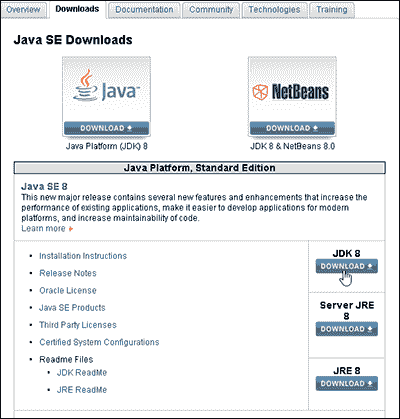 Overview Downloads Documentation Community Technologies Training
Java SE Downloads
Java™ NetBeans
DOWNLOAD DOWNLOAD
Java Platform (JDK) 8 JDK 8 & NetBeans 8.0
Java Platform, Standard Edition
Java SE 8
This new major release contains several new features and enhancements that increase the
performance of existing applications, make it easier to develop applications for modern
platforms, and increase maintainability of code.
Learn more
Installation Instructions
Release Notes
Oracle License
Java SE Products
Third Party Licenses
Certified System Configurations
Readme Files
JDK ReadMe
JRE ReadMe
JDK 8
DOWNLOAD
Server JRE
8
DOWNLOAD
JRE 8
DOWNLOAD